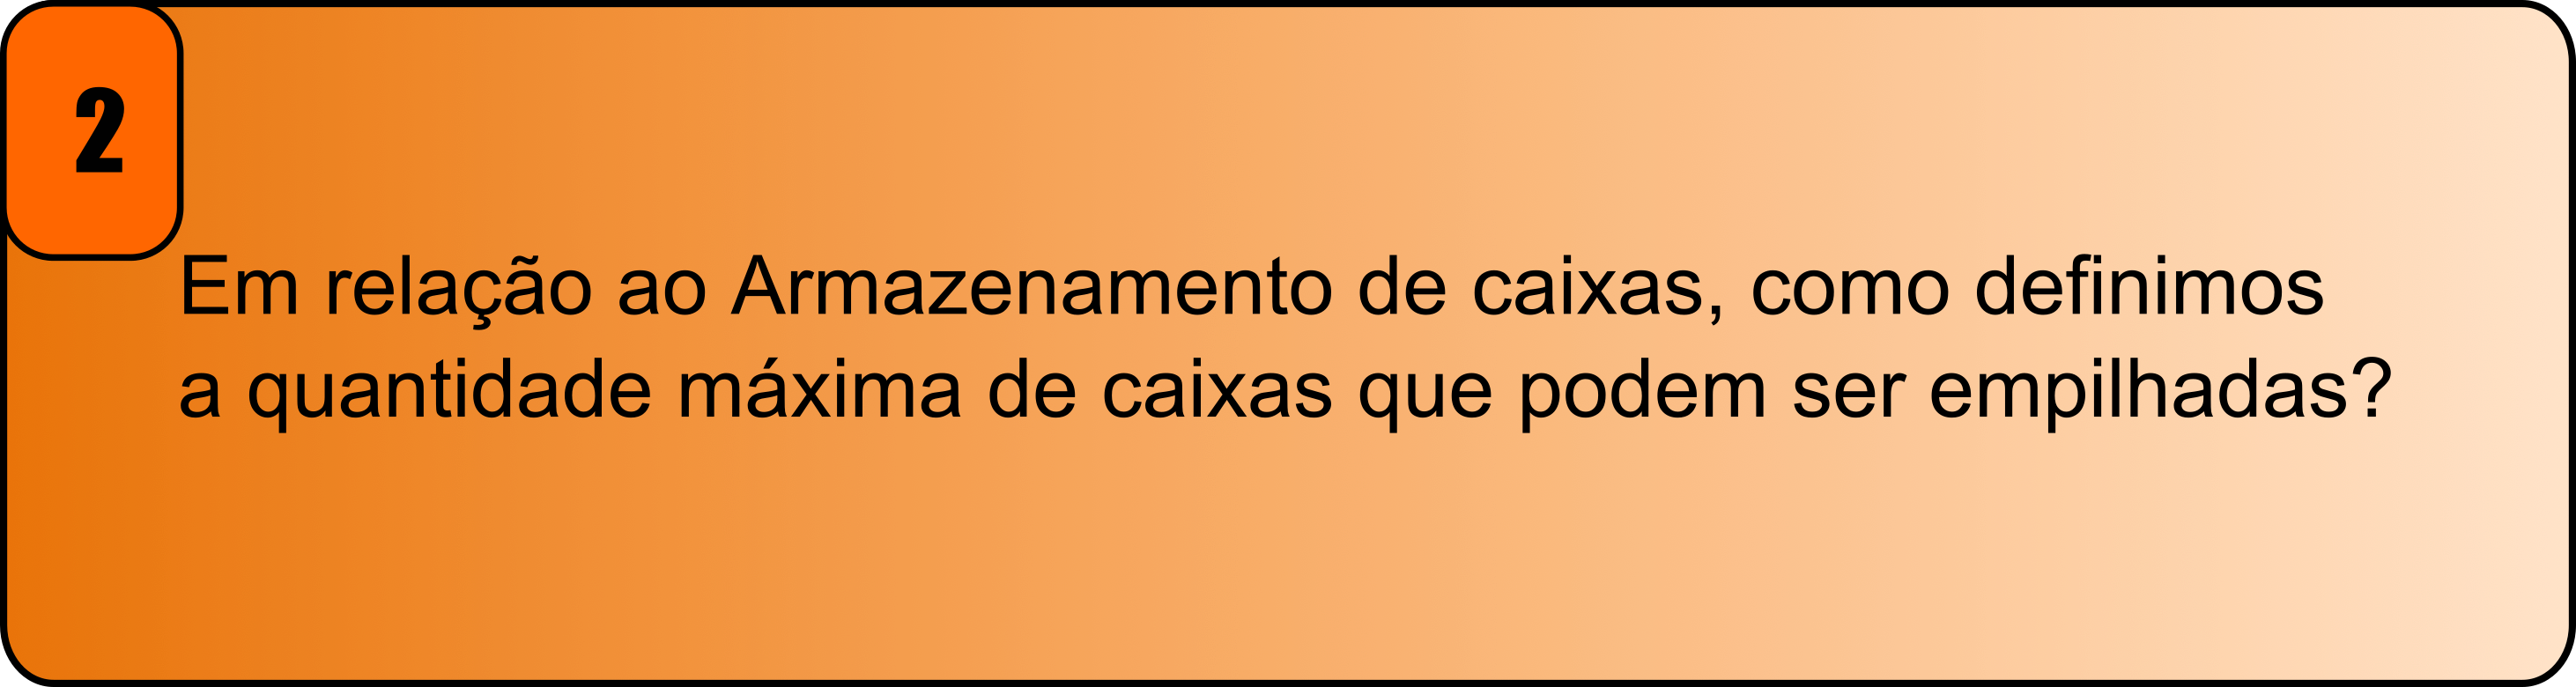 2
Em relação ao Armazenamento de caixas, como definimos
a quantidade máxima de caixas que podem ser empilhadas?